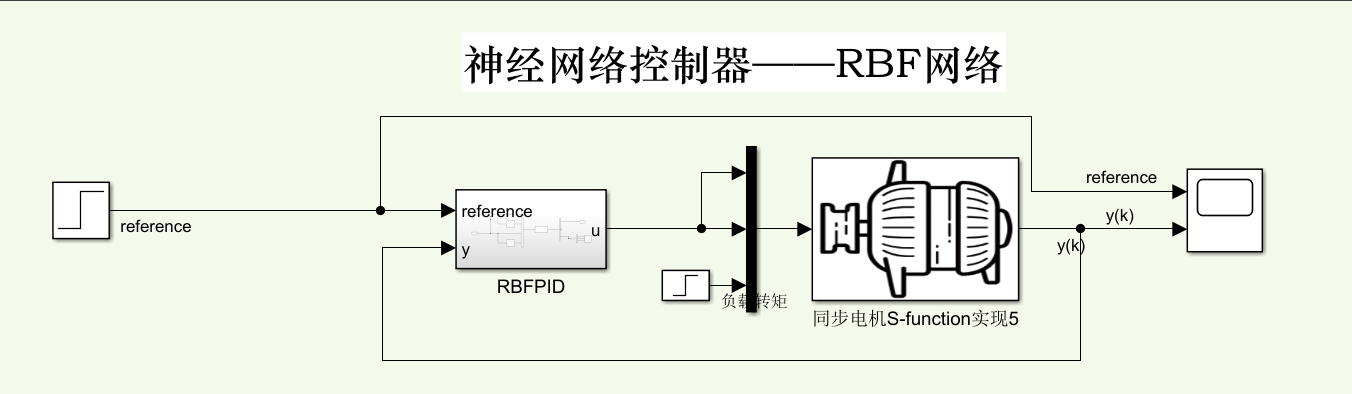 神经网络控制器——RBF网络
reference
reference
y
u
RBFPID
负载转矩
同步电机S-function实现5
reference
y(k)
y(k)